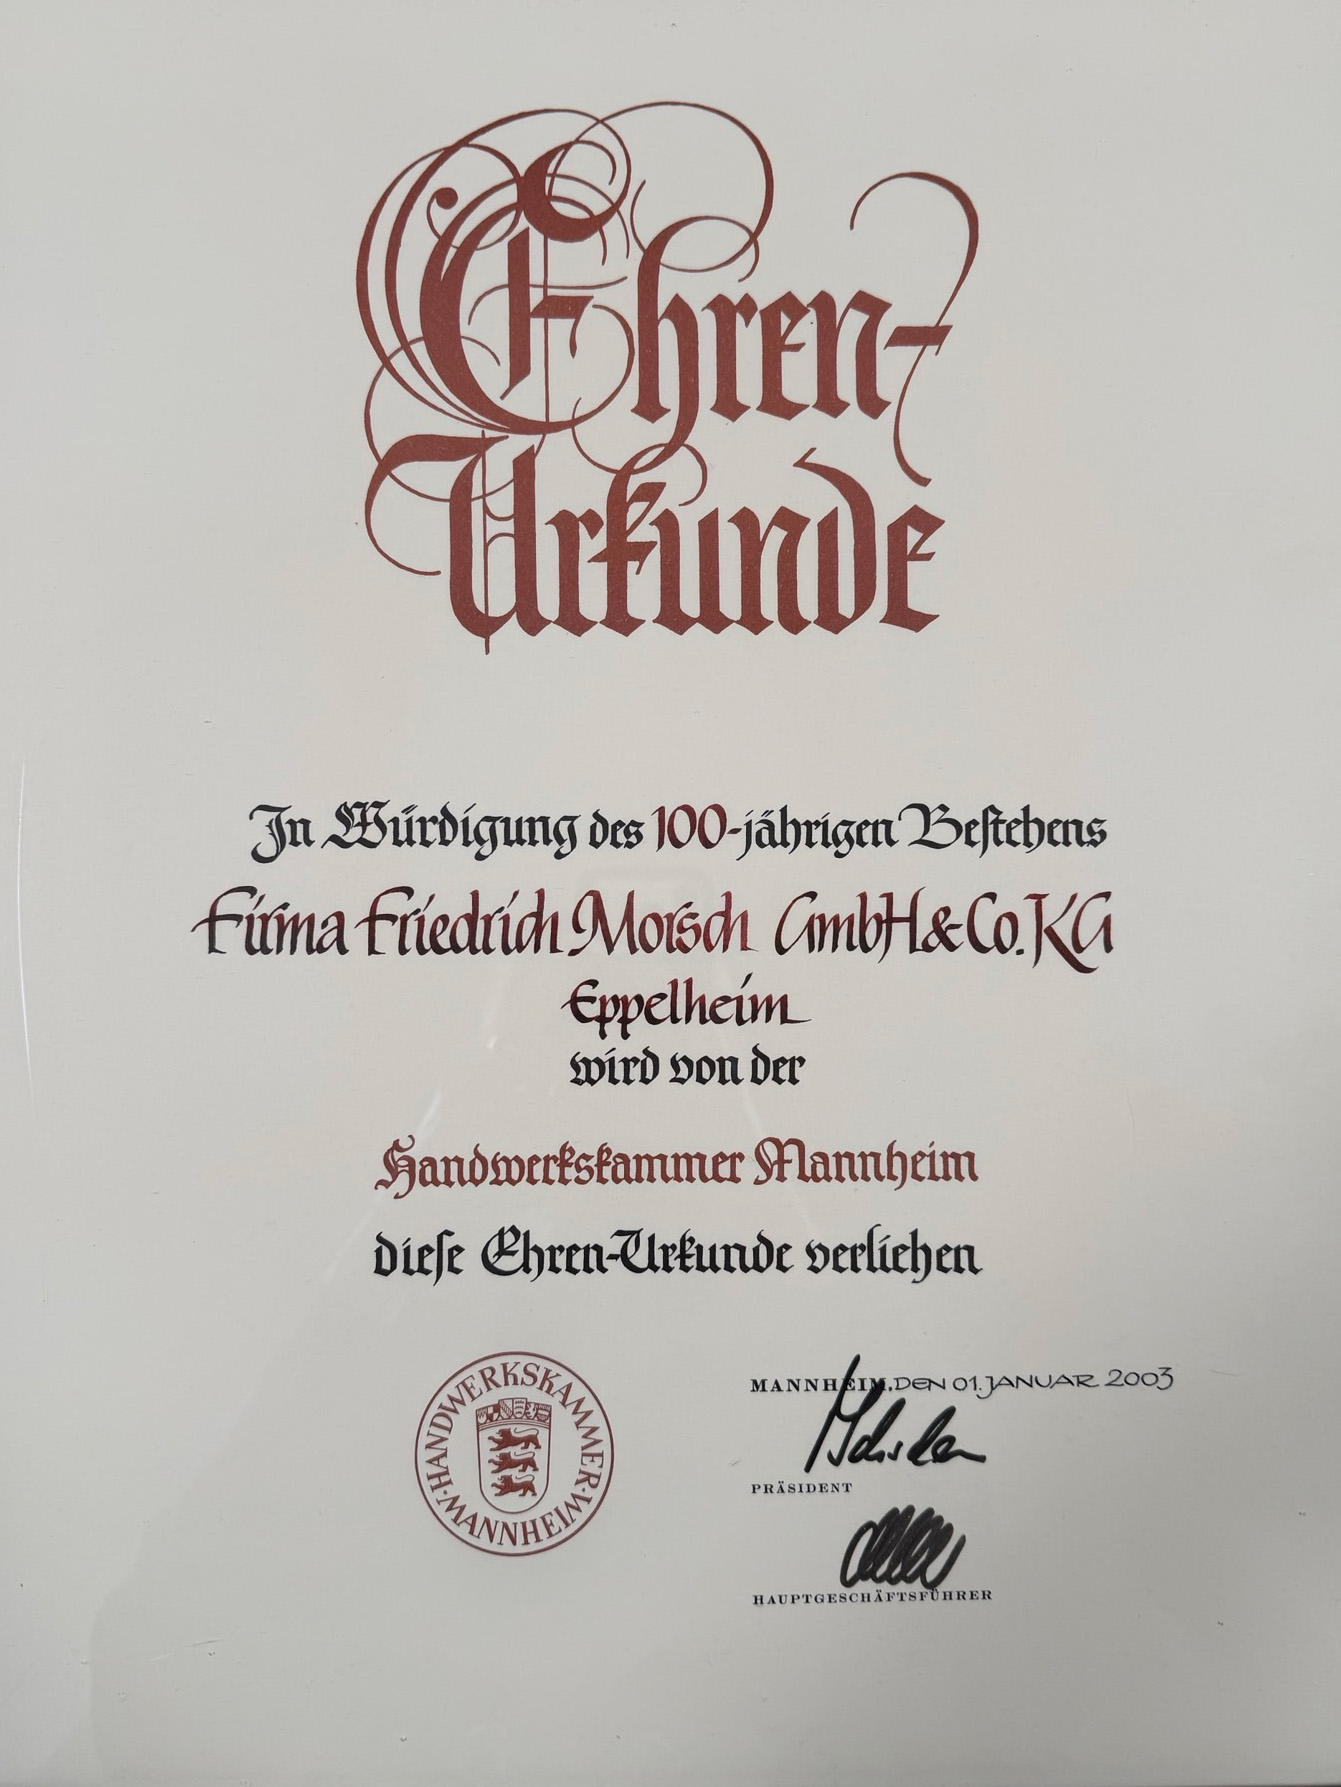 Ehren-
Urkunde
In Würdigung des 100-jährigen Bestehens
Firma Friedrich Morsch GmbH & Co. KG
Eppelheim
wird von der
Handwerkskammer Mannheim
diese Ehren-Urkunde verliehen
HANDWERKSKAMMER · MANNHEIM ·
MANNHEIM, DEN 01. JANUAR 2003
PRÄSIDENT
HAUPTGESCHÄFTSFÜHRER